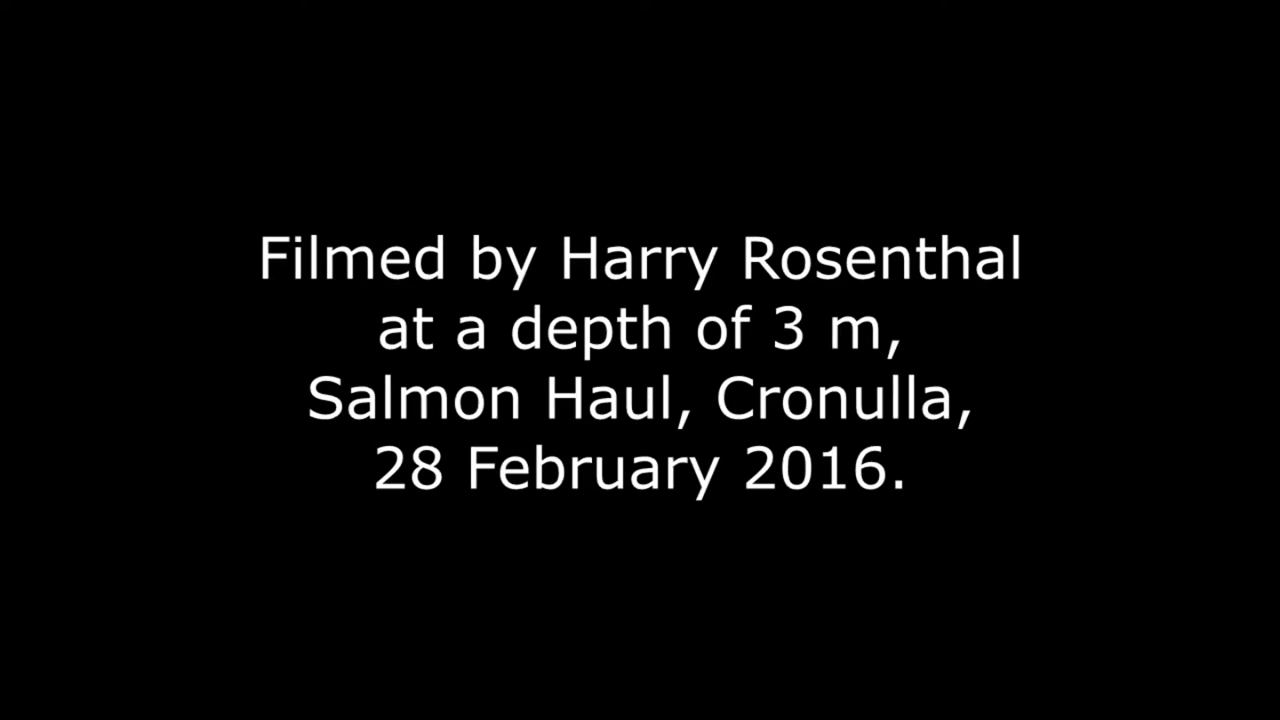 Filmed by Harry Rosenthal
at a depth of 3 m,
Salmon Haul, Cronulla,
28 February 2016.